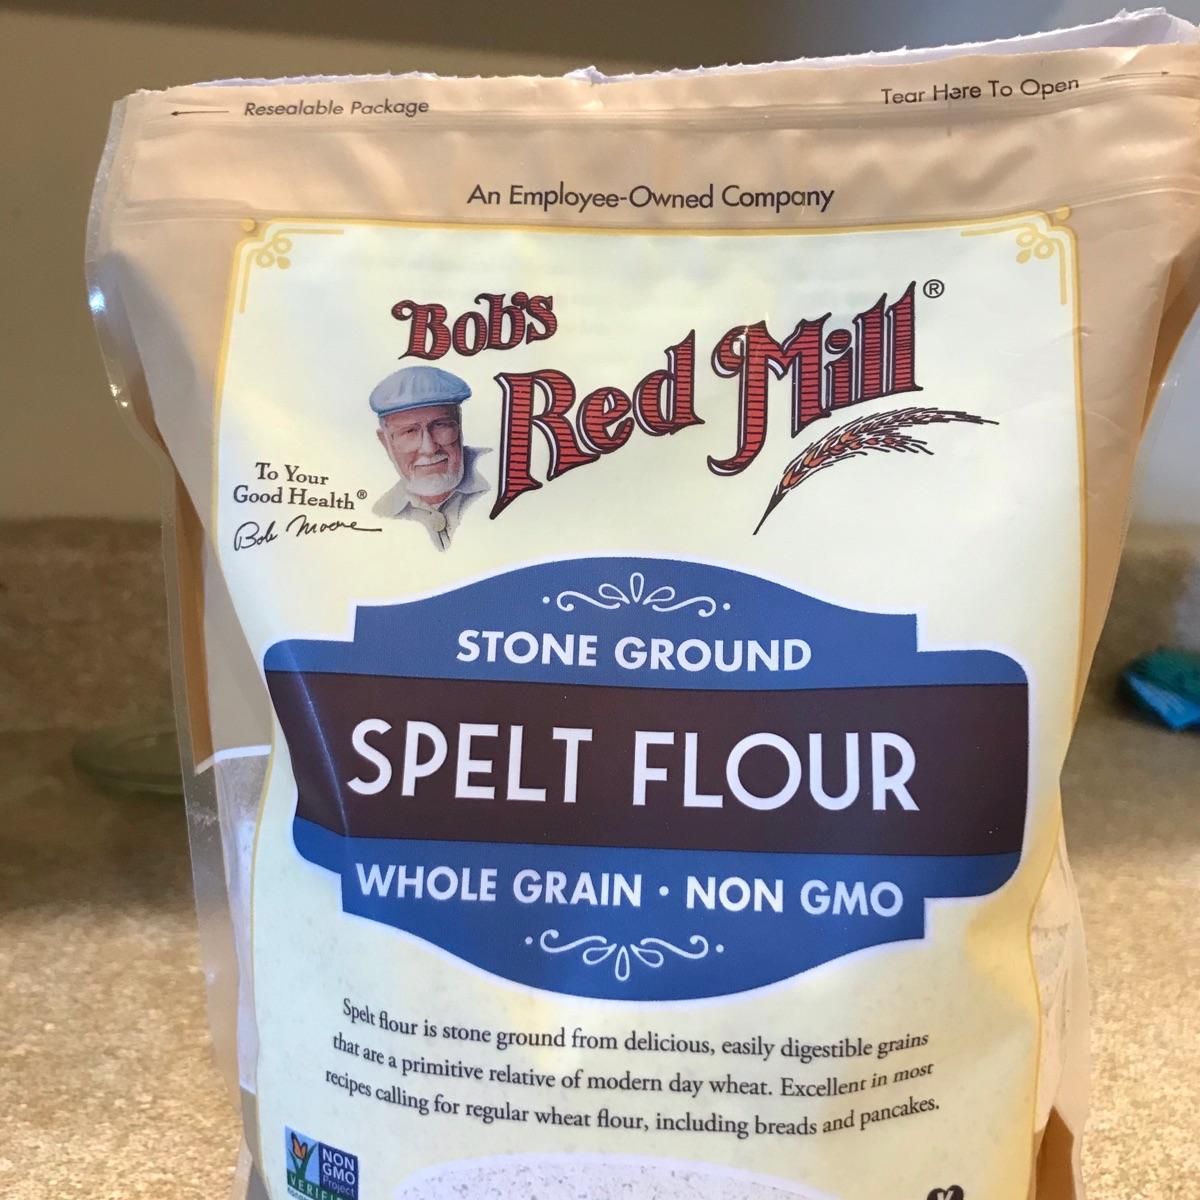 Resealable Package
Tear Here To Open
An Employee-Owned Company
Bob's
Red Mill®
To Your
Good Health®
Bob Moore
STONE GROUND
SPELT FLOUR
WHOLE GRAIN · NON GMO
Spelt flour is stone ground from delicious, easily digestible grains
that are a primitive relative of modern day wheat. Excellent in most
recipes calling for regular wheat flour, including breads and pancakes.
NON
GMO
Project
VERIFIE